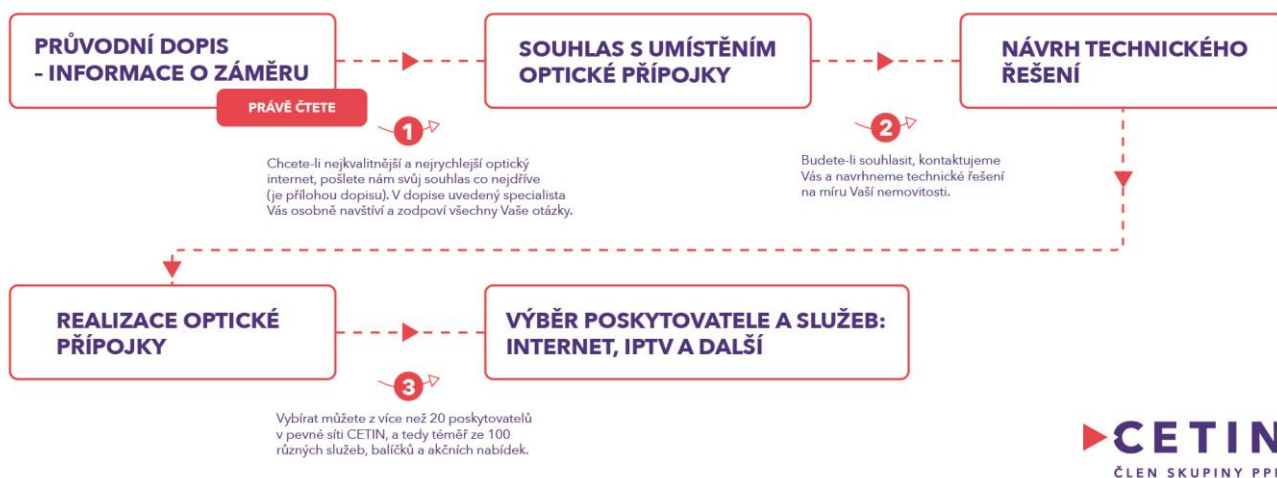 PRŮVODNÍ DOPIS
– INFORMACE O ZÁMĚRU
PRÁVĚ ČTETE
1
Chcete-li nejkvalitnější a nejrychlejší optický
internet, pošlete nám svůj souhlas co nejdříve
(je přílohou dopisu). V dopise uvedený specialista
Vás osobně navštíví a zodpoví všechny Vaše otázky.
SOUHLAS S UMÍSTĚNÍM
OPTICKÉ PŘÍPOJKY
2
Budete-li souhlasit, kontaktujeme
Vás a navrhneme technické řešení
na míru Vaší nemovitosti.
NÁVRH TECHNICKÉHO
ŘEŠENÍ
REALIZACE OPTICKÉ
PŘÍPOJKY
3
Vybírat můžete z více než 20 poskytovatelů
v pevné síti CETIN, a tedy téměř ze 100
různých služeb, balíčků a akčních nabídek.
VÝBĚR POSKYTOVATELE A SLUŽEB:
INTERNET, IPTV A DALŠÍ
CETIN
ČLEN SKUPINY